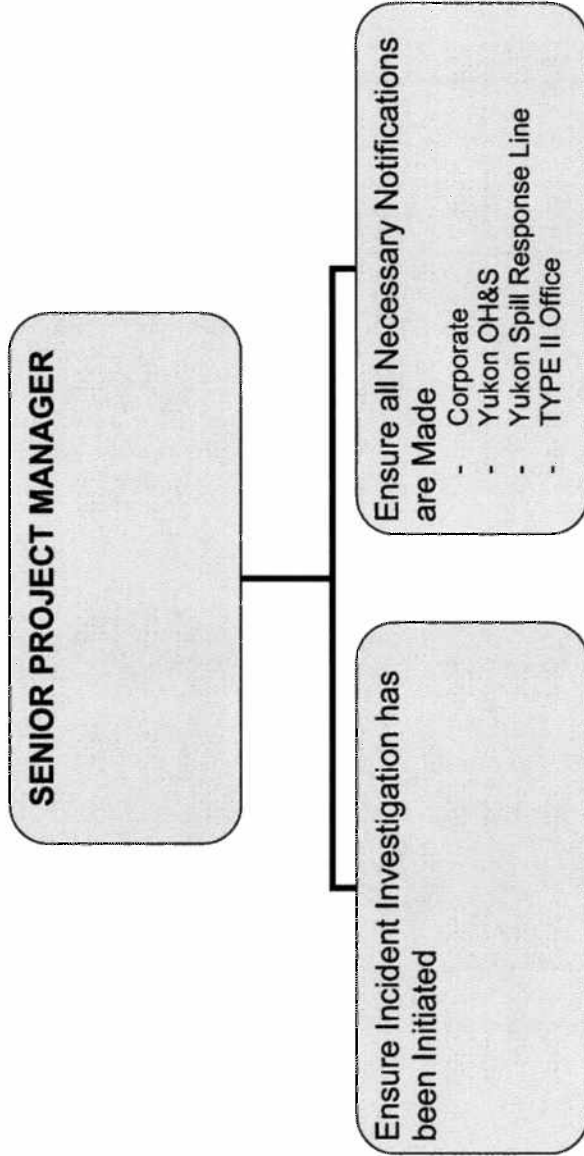 SENIOR PROJECT MANAGER
Ensure Incident Investigation has
been Initiated
Ensure all Necessary Notifications
are Made
- Corporate
- Yukon OH&S
- Yukon Spill Response Line
- TYPE II Office